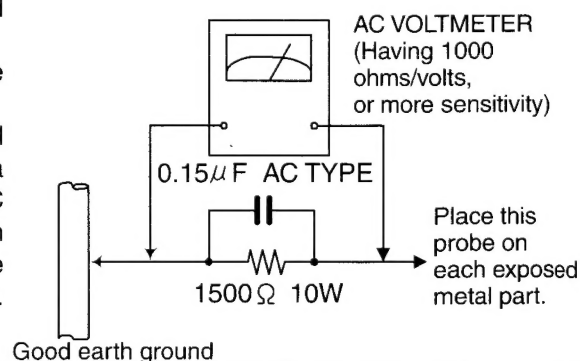 AC VOLTMETER
(Having 1000
ohms/volts,
or more sensitivity)
0.15μF AC TYPE
1500Ω 10W
Place this
probe on
each exposed
metal part.
Good earth ground